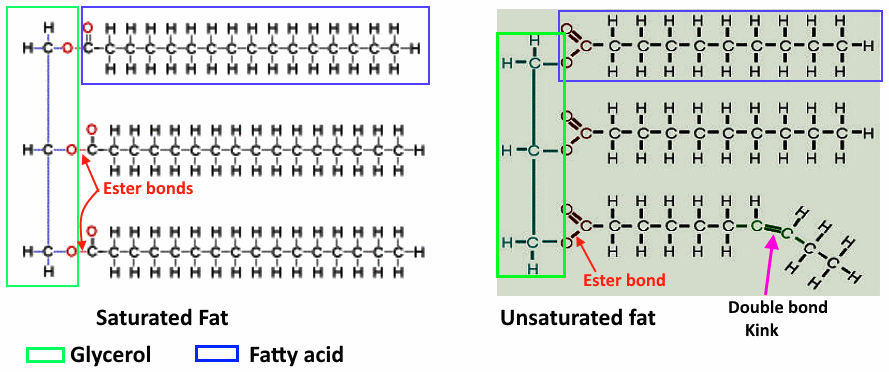 Ester bonds
Saturated Fat
Glycerol
Fatty acid
Ester bond
Double bond
Kink
Unsaturated fat